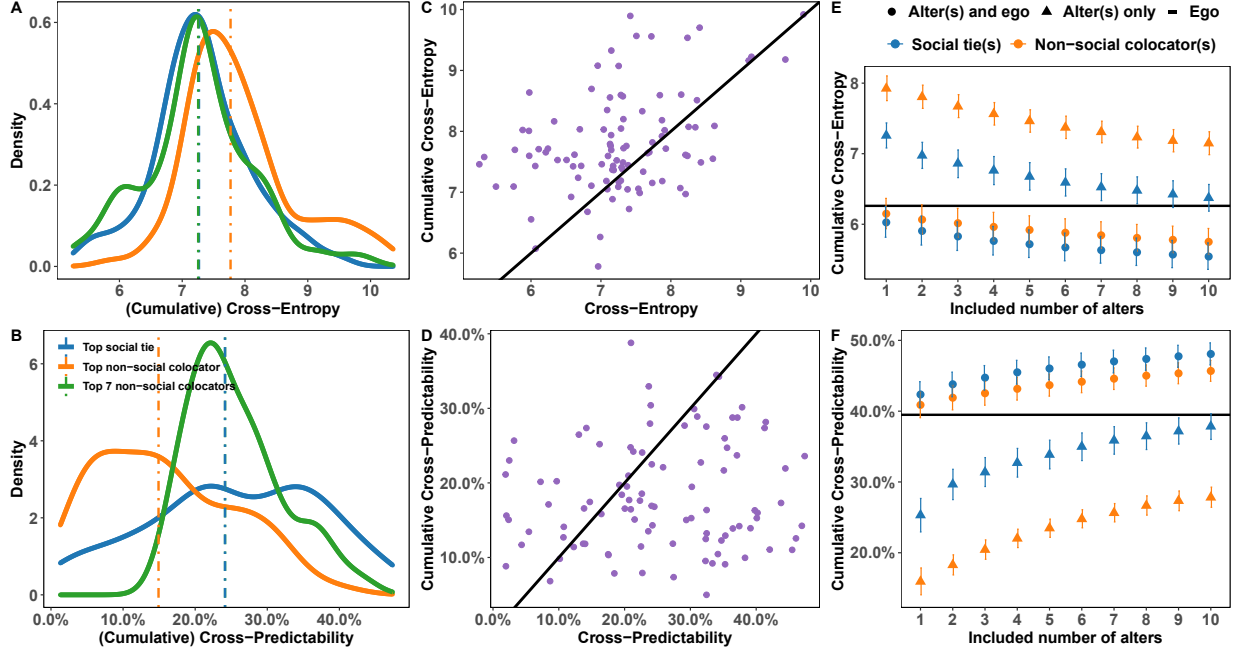 A
0.6
0.4
0.2
0.0
Density
6
7
8
9
10
(Cumulative) Cross−Entropy
B
Top social tie
Top non−social colocator
Top 7 non−social colocators
6
4
2
0
Density
0.0%
10.0%
20.0%
30.0%
40.0%
(Cumulative) Cross−Predictability
C
10
9
8
7
6
Cumulative Cross−Entropy
6
7
8
9
10
Cross−Entropy
D
40.0%
30.0%
20.0%
10.0%
Cumulative Cross−Predictability
0.0%
10.0%
20.0%
30.0%
40.0%
Cross−Predictability
E
Alter(s) and ego
Alter(s) only
Ego
Social tie(s)
Non−social colocator(s)
8
7
6
Cumulative Cross−Entropy
1 2 3 4 5 6 7 8 9 10
Included number of alters
F
50.0%
40.0%
30.0%
20.0%
Cumulative Cross−Predictability
1 2 3 4 5 6 7 8 9 10
Included number of alters